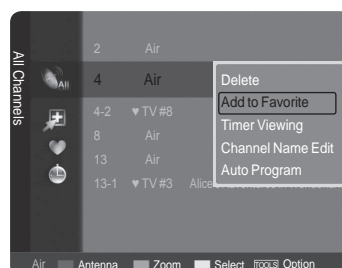 All Channels
All
2 Air
4 Air
4-2 ♥ TV #8
8 Air
13 Air
13-1 ♥ TV #3 Alice
Delete
Add to Favorite
Timer Viewing
Channel Name Edit
Auto Program
Air Antenna Zoom Select TOOLS Option